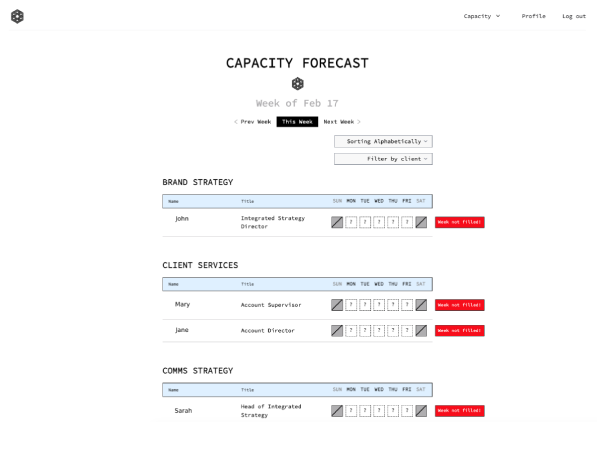 Capacity Profile Log out
CAPACITY FORECAST
Week of Feb 17
< Prev Week This Week Next Week >
Sorting Alphabetically
Filter by client
BRAND STRATEGY
Name Title SUN MON TUE WED THU FRI SAT
John Integrated Strategy ? ? ? ? ? Week not filled!
Director
CLIENT SERVICES
Name Title SUN MON TUE WED THU FRI SAT
Mary Account Supervisor ? ? ? ? ? Week not filled!
Jane Account Director ? ? ? ? ? Week not filled!
COMMS STRATEGY
Name Title SUN MON TUE WED THU FRI SAT
Sarah Head of Integrated ? ? ? ? ? Week not filled!
Strategy